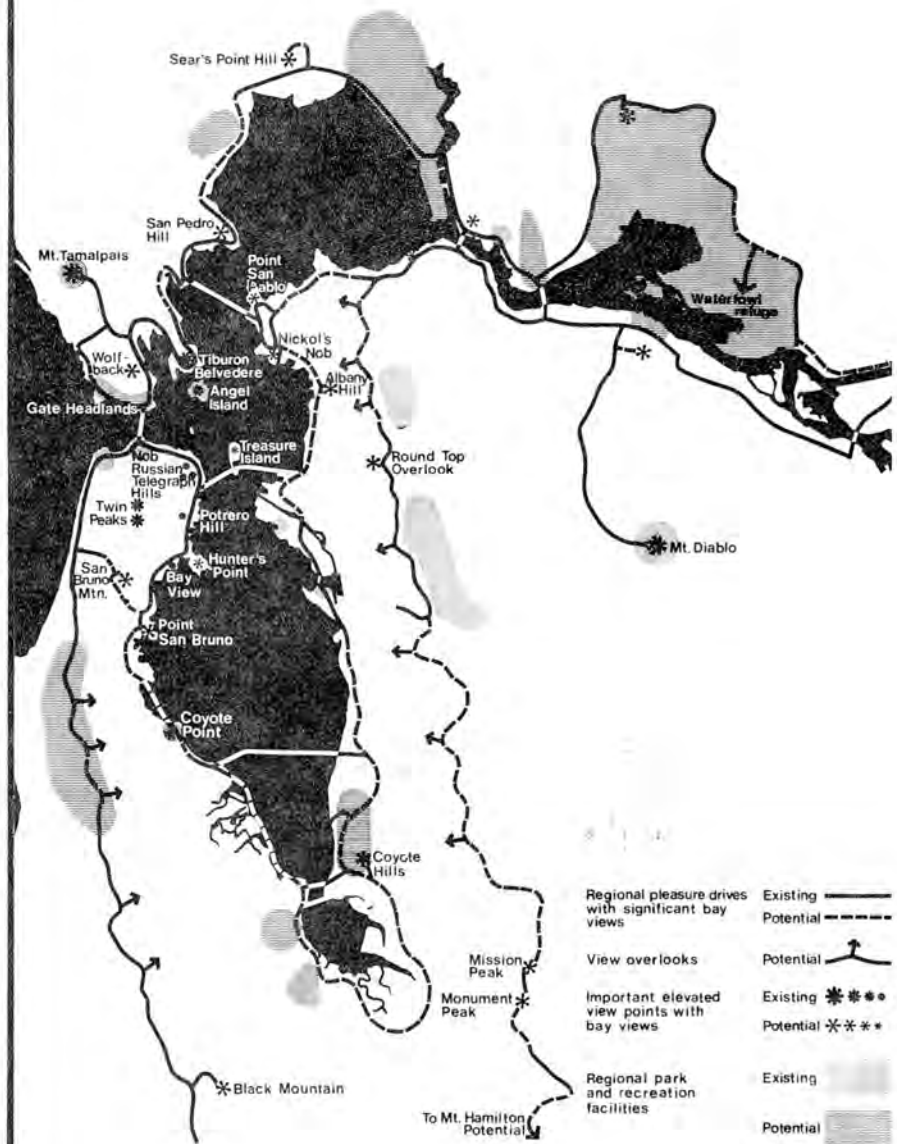 Sear's Point Hill
San Pedro
Hill
Mt. Tamalpais
Point
San
Pablo
Waterfowl
refuge
Nickol's
Nob
Wolf-
back
Tiburon
Belvedere
Albany
Hill
Angel
Island
Gate Headlands
Nob
Russian
Telegraph
Hills
Treasure
Island
Round Top
Overlook
Twin
Peaks
Potrero
Hill
Mt. Diablo
San
Bruno
Mtn.
Hunter's
Point
Bay
View
Point
San Bruno
Coyote
Point
Coyote
Hills
Mission
Peak
Monument
Peak
Black Mountain
To Mt. Hamilton
Potential
Regional pleasure drives Existing
with significant bay Potential
views
View overlooks Potential
Important elevated Existing
view points with
bay views Potential
Regional park Existing
and recreation
facilities
Potential